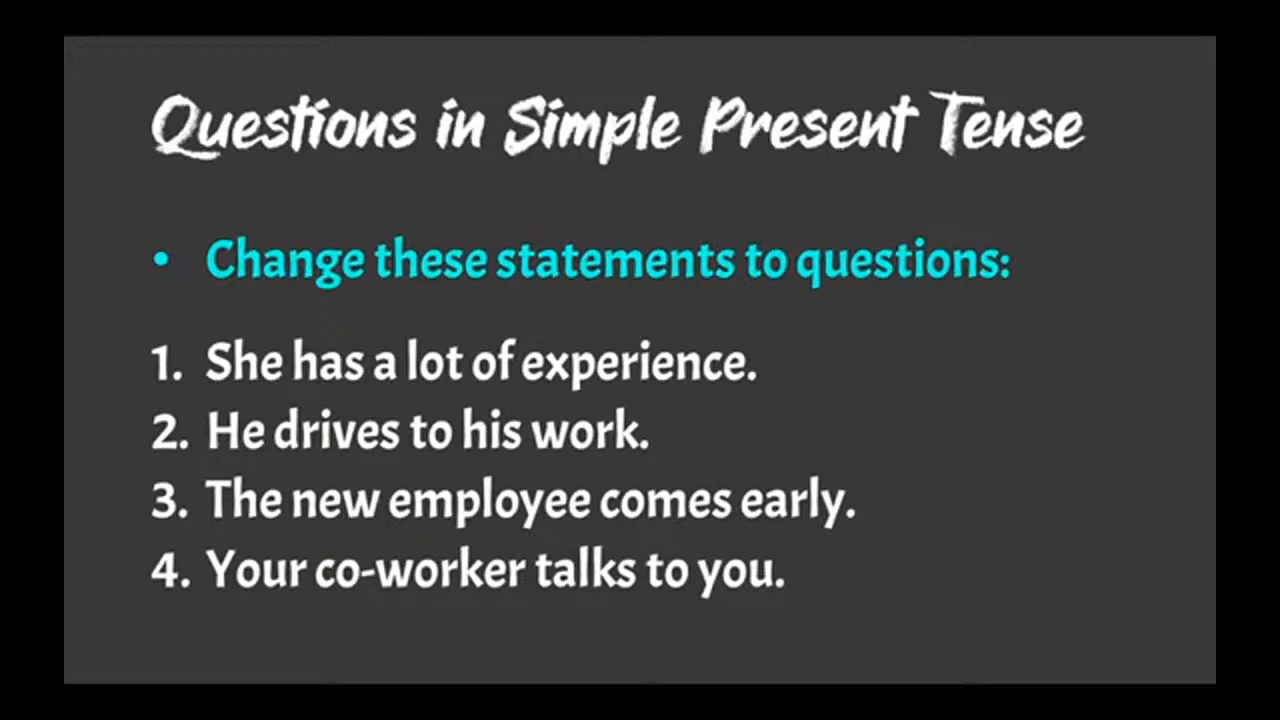 Questions in Simple Present Tense
• Change these statements to questions:
1. She has a lot of experience.
2. He drives to his work.
3. The new employee comes early.
4. Your co-worker talks to you.